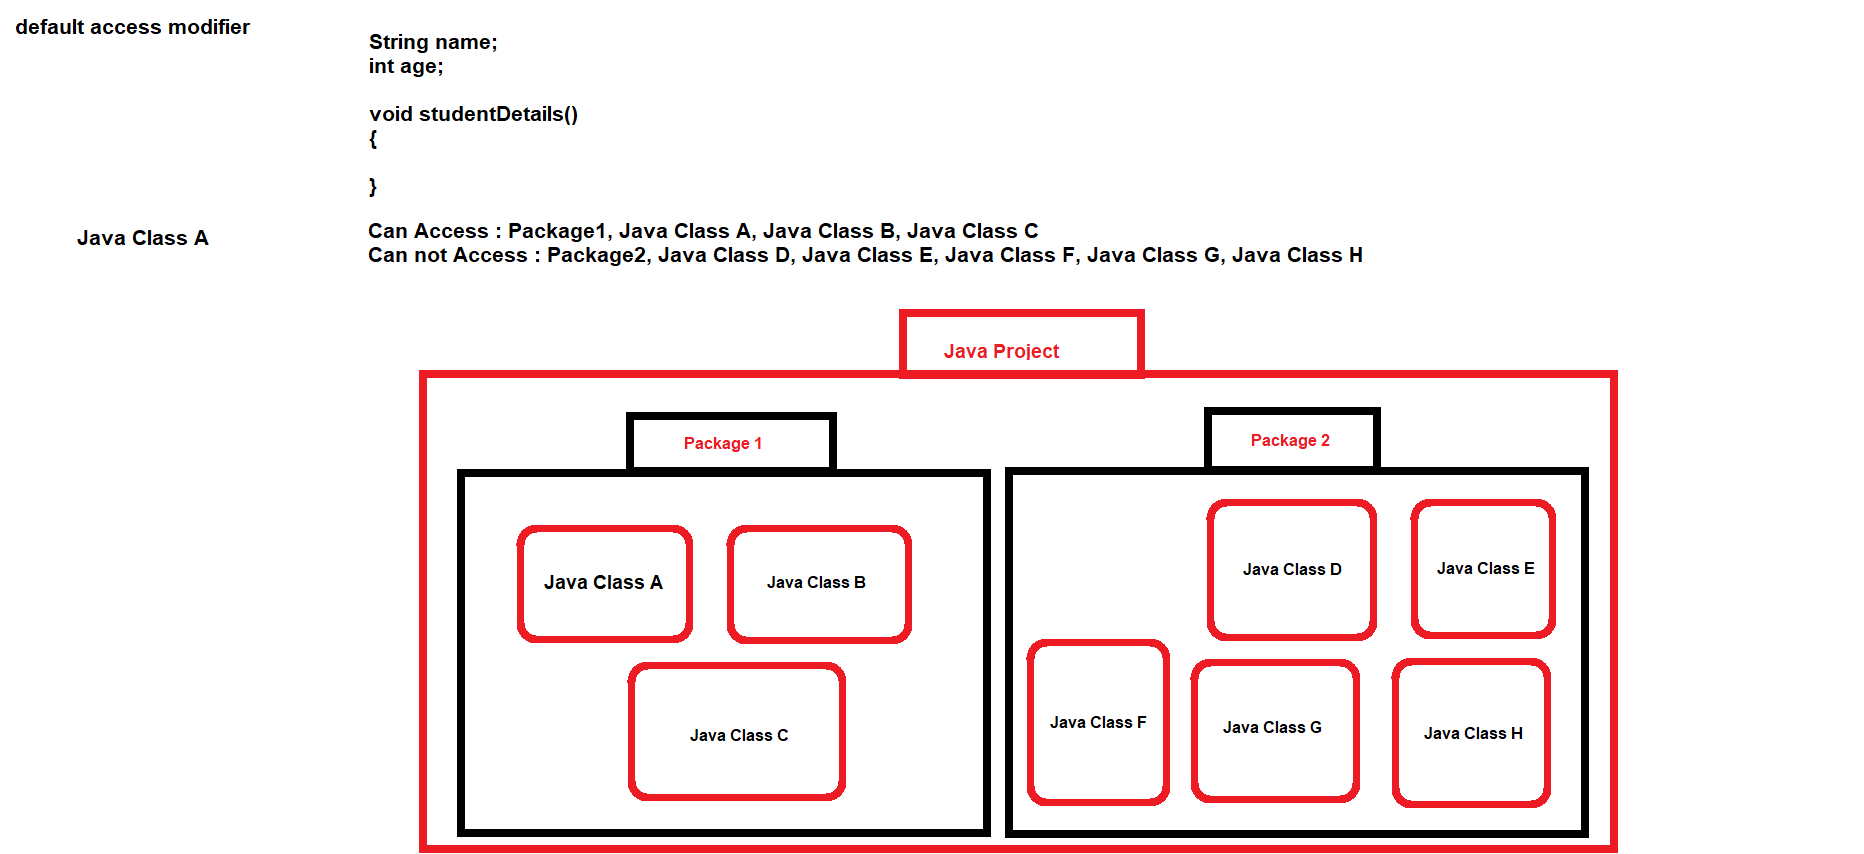 default access modifier
String name;
int age;
void studentDetails()
{
}
Java Class A
Can Access : Package1, Java Class A, Java Class B, Java Class C
Can not Access : Package2, Java Class D, Java Class E, Java Class F, Java Class G, Java Class H
Java Project
Package 1
Package 2
Java Class A
Java Class B
Java Class C
Java Class D
Java Class E
Java Class F
Java Class G
Java Class H